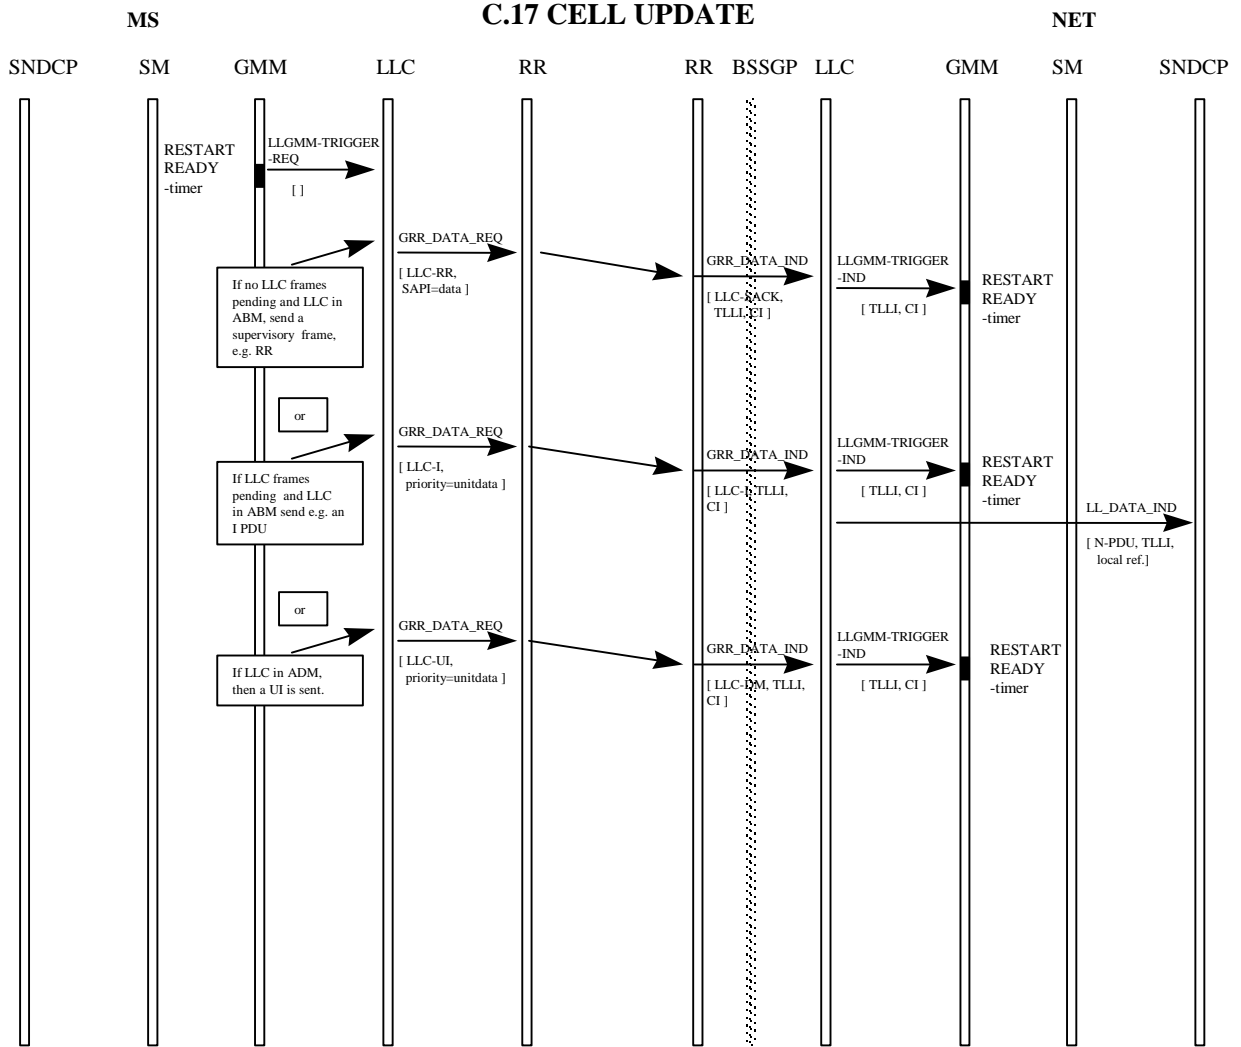 C.17 CELL UPDATE
MS
NET
SNDCP SM GMM LLC RR RR BSSGP LLC GMM SM SNDCP
RESTART
READY
-timer
LLGMM-TRIGGER
-REQ
[ ]
GRR_DATA_REQ
[ LLC-RR,
SAPI=data ]
If no LLC frames
pending and LLC in
ABM, send a
supervisory frame,
e.g. RR
GRR_DATA_IND
[ LLC-SACK,
TLLI, CI ]
LLGMM-TRIGGER
-IND
[ TLLI, CI ]
RESTART
READY
-timer
or
GRR_DATA_REQ
[ LLC-I,
priority=unitdata ]
If LLC frames
pending and LLC
in ABM send e.g. an
I PDU
GRR_DATA_IND
[ LLC-I, TLLI,
CI ]
LLGMM-TRIGGER
-IND
[ TLLI, CI ]
RESTART
READY
-timer
LL_DATA_IND
[ N-PDU, TLLI,
local ref.]
or
GRR_DATA_REQ
[ LLC-UI,
priority=unitdata ]
If LLC in ADM,
then a UI is sent.
GRR_DATA_IND
[ LLC-DM, TLLI,
CI ]
LLGMM-TRIGGER
-IND
[ TLLI, CI ]
RESTART
READY
-timer